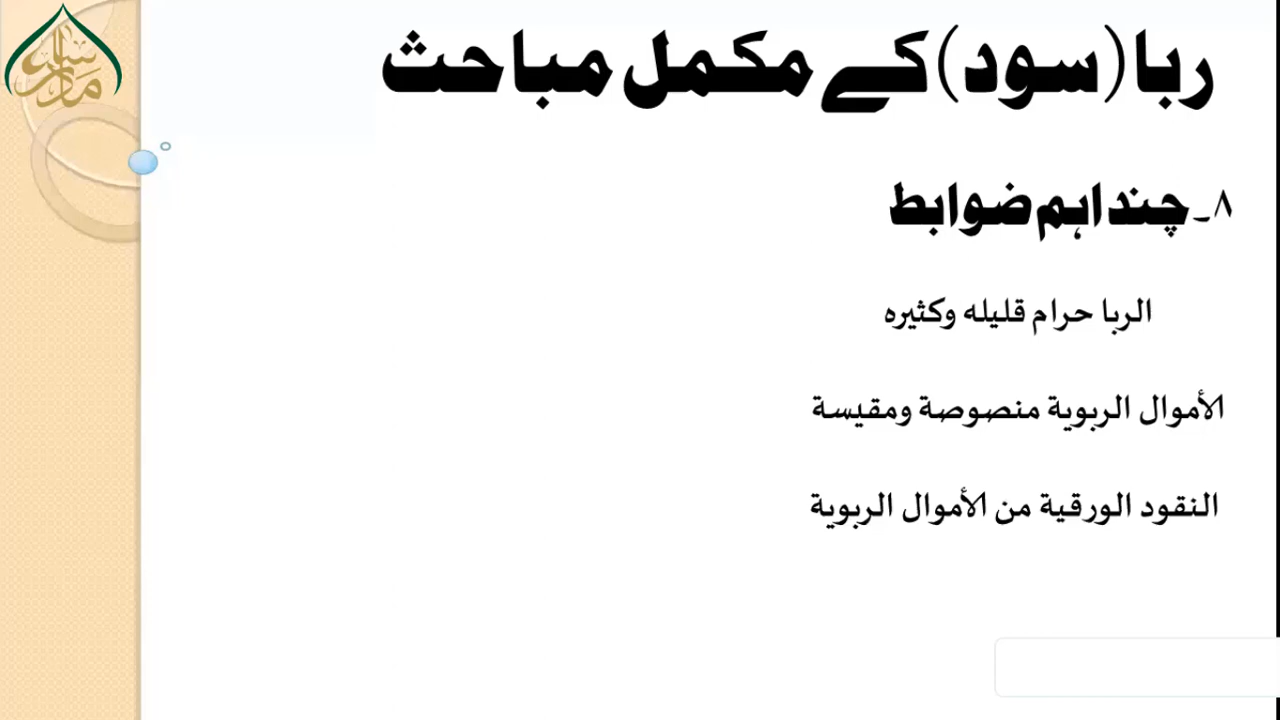 ربا(سود)کے مکمل مباحث
۸۔چند اہم ضوابط
الربا حرام قليله وكثيره
الأموال الربوية منصوصة ومقيسة
النقود الورقية من الأموال الربوية